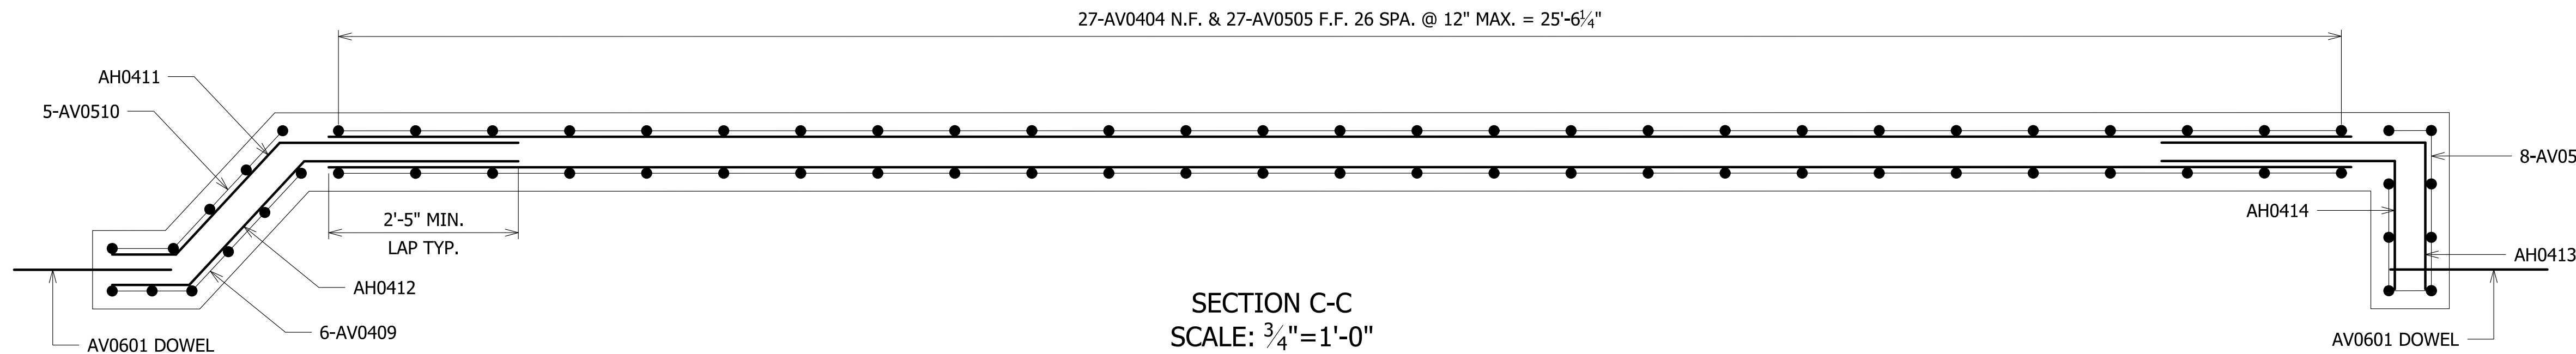 27-AV0404 N.F. & 27-AV0505 F.F. 26 SPA. @ 12" MAX. = 25'-6¼"
AH0411
5-AV0510
8-AV05
2'-5" MIN.
LAP TYP.
AH0414
AH0413
AH0412
6-AV0409
AV0601 DOWEL
SECTION C-C
SCALE: ¾"=1'-0"
AV0601 DOWEL